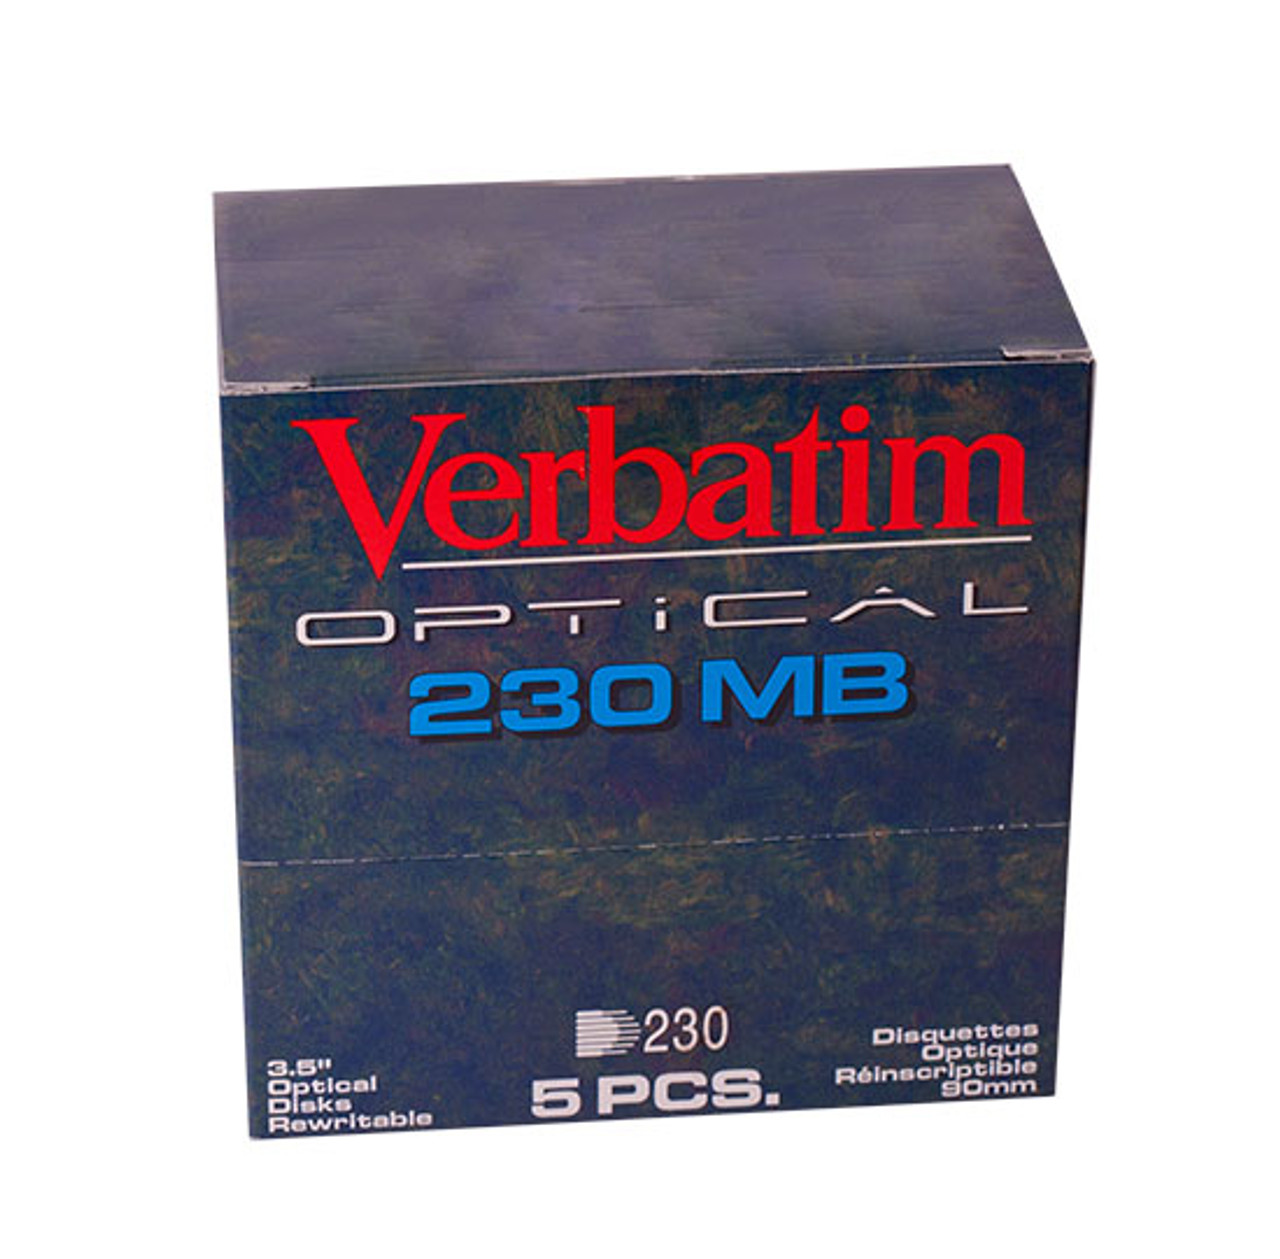 Verbatim
OPTiCAL
230 MB
230
5 PCS.
3.5"
Optical
Disks
Rewritable
Disquettes
Optique
Réinscriptible
90mm